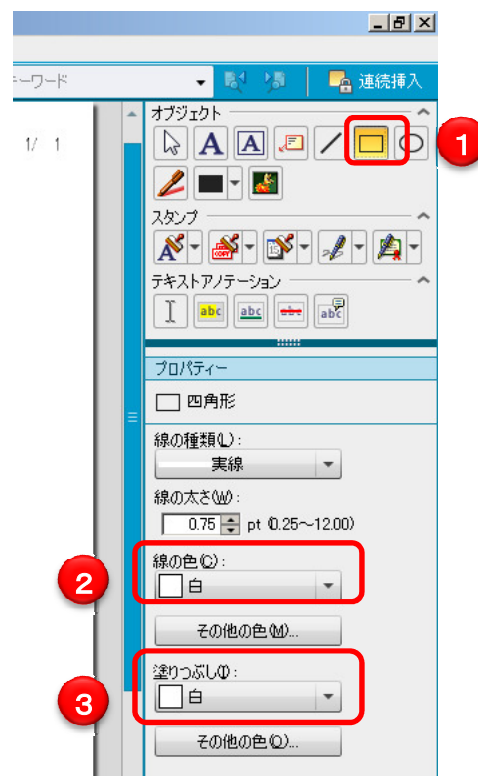 キーワード
連続挿入
1/ 1
オブジェクト
1
A A
スタンプ
A COPY 15
テキストアノテーション
abc abc abc abc
プロパティー
四角形
線の種類(L):
実線
線の太さ(W):
0.75 pt (0.25～12.00)
線の色(C):
2
白
その他の色(M)...
塗りつぶし(I):
3
白
その他の色(O)...